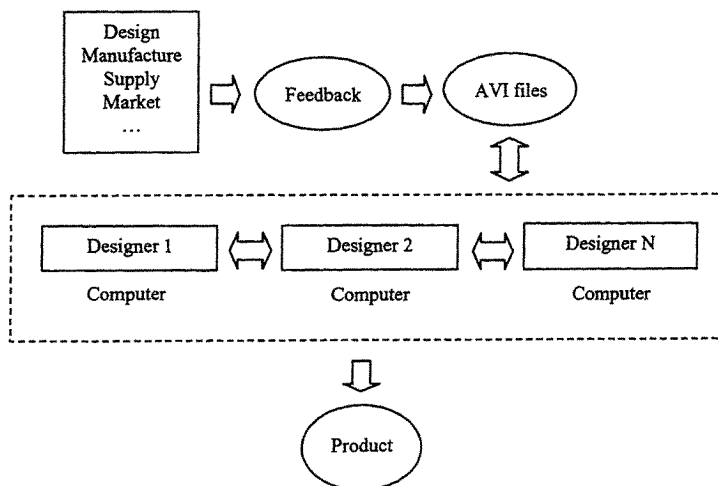 Design
Manufacture
Supply
Market
...
Feedback
AVI files
Designer 1
Designer 2
Designer N
Computer
Computer
Computer
Product